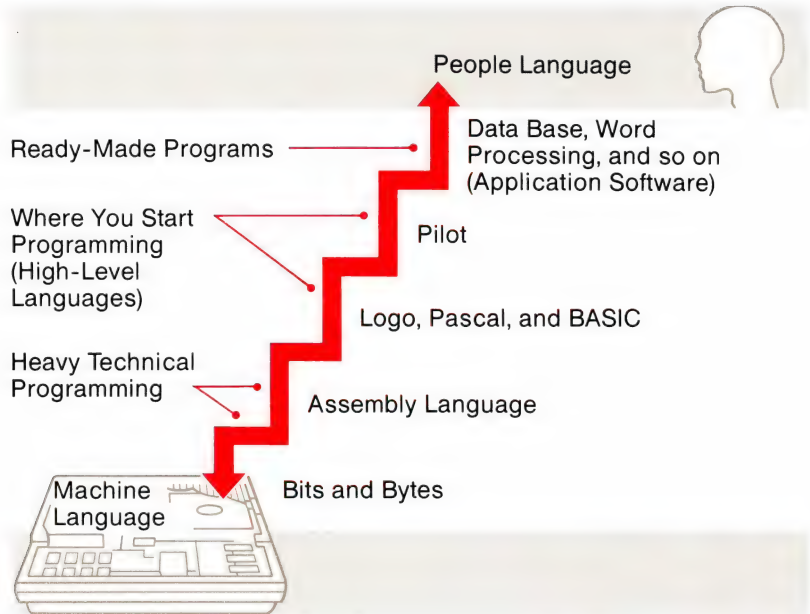 People Language
Ready-Made Programs
Data Base, Word
Processing, and so on
(Application Software)
Where You Start
Programming
(High-Level
Languages)
Pilot
Logo, Pascal, and BASIC
Heavy Technical
Programming
Assembly Language
Machine
Language
Bits and Bytes